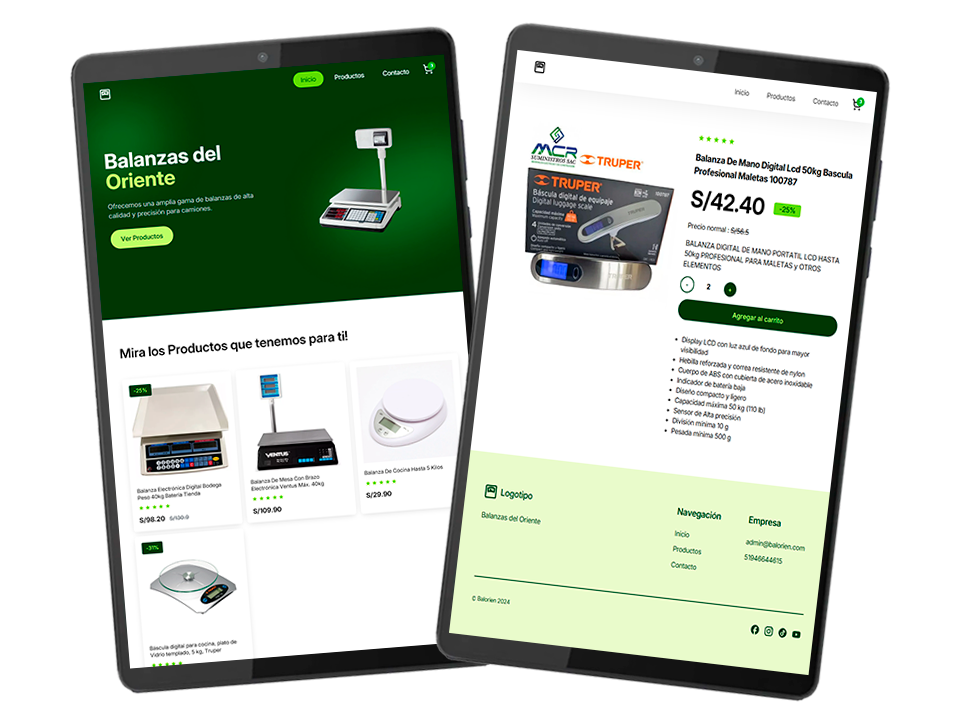 Inicio
Productos
Contacto
Balanzas del
Oriente
Ofrecemos una amplia gama de balanzas de alta
calidad y precisión para camiones.
Ver Productos
Mira los Productos que tenemos para ti!
-25%
Balanza Electrónica Digital Bodega
Peso 40kg Batería Tienda
S/98.20
VENTUS
Balanza De Mesa Con Brazo
Electrónica Ventus Máx. 40kg
S/109.90
Balanza De Cocina Hasta 5 Kilos
S/29.90
-31%
Bascula digital para cocina, plato de
Vidrio templado, 5 kg, Truper
Inicio
Productos
Contacto
MCR
SUMINISTROS SAC
TRUPER
TRUPER
100787
Báscula digital de equipaje
Digital luggage scale
Capacidad máxima
Maximum capacity
4
Balanza De Mano Digital Lcd 50kg Bascula
Profesional Maletas 100787
S/42.40
-25%
Precio normal : S/56.5
BALANZA DIGITAL DE MANO PORTATIL LCD HASTA
50kg PROFESIONAL PARA MALETAS y OTROS
ELEMENTOS
- 2 +
Agregar al carrito
• Display LCD con luz azul de fondo para mayor
visibilidad
• Hebilla reforzada y correa resistente de nylon
• Cuerpo de ABS con cubierta de acero inoxidable
• Indicador de batería baja
• Diseño compacto y ligero
• Capacidad máxima 50 kg (110 lb)
• Sensor de Alta precisión
• División mínima 10 g
• Pesada mínima 500 g
Logotipo
Balanzas del Oriente
Navegación
Inicio
Productos
Contacto
Empresa
admin@balorien.com
51946644615
© Balorien 2024